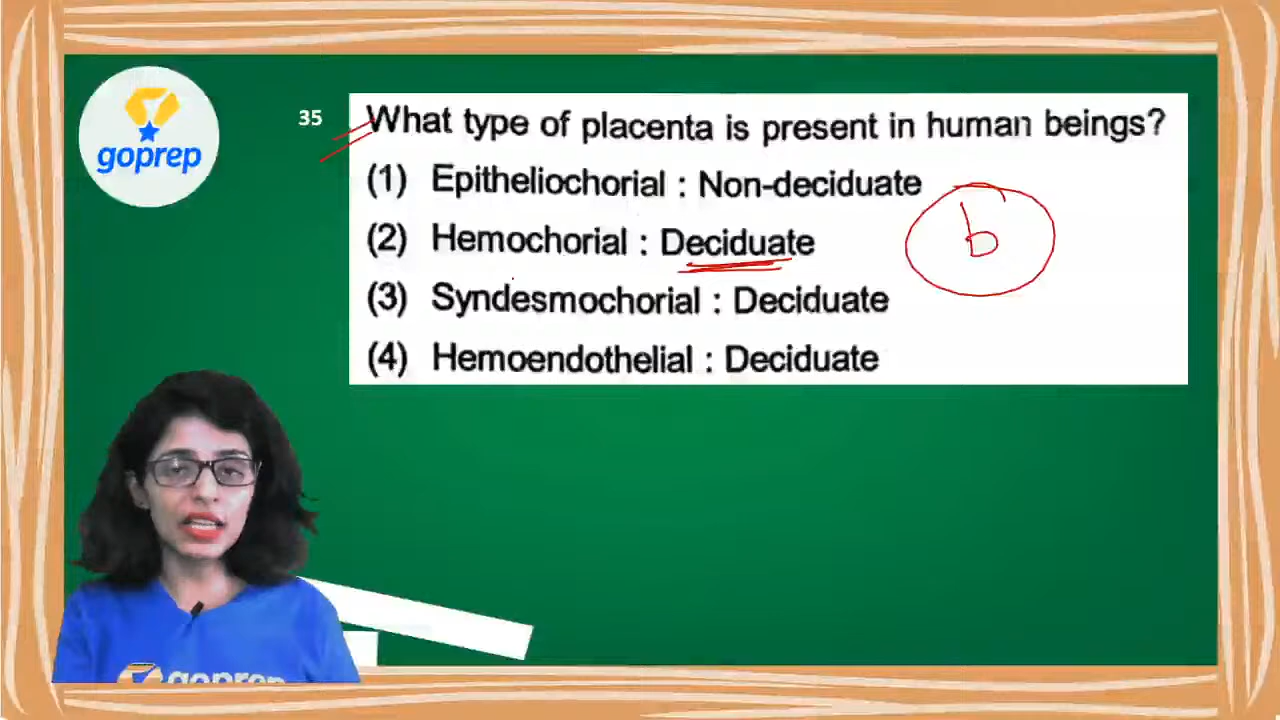 goprep
35
What type of placenta is present in human beings?
(1) Epitheliochorial : Non-deciduate
(2) Hemochorial : Deciduate
b
(3) Syndesmochorial : Deciduate
(4) Hemoendothelial : Deciduate
goprep